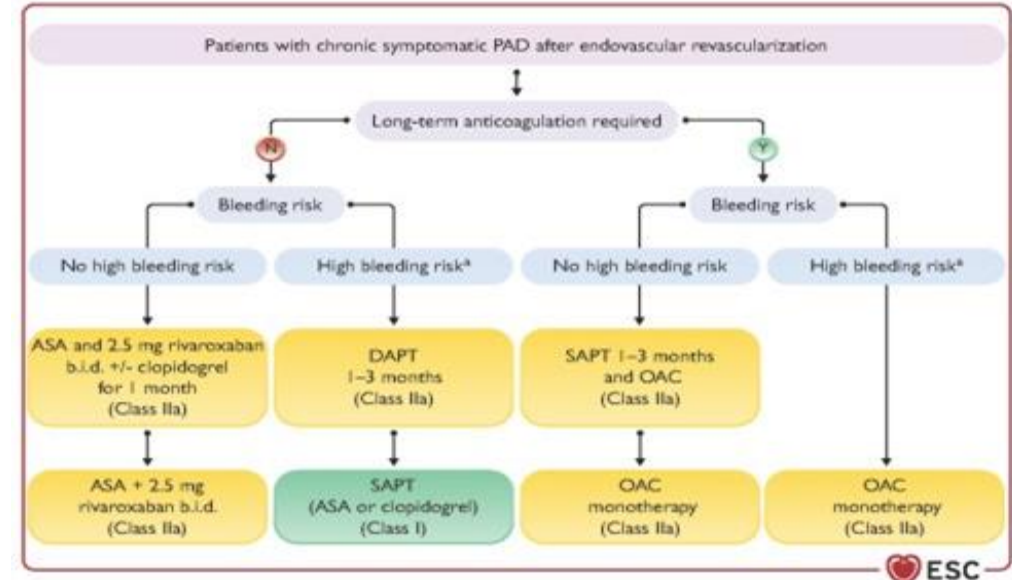 Patients with chronic symptomatic PAD after endovascular revascularization
Long-term anticoagulation required
N
Y
Bleeding risk
Bleeding risk
No high bleeding risk
High bleeding riskᵃ
No high bleeding risk
High bleeding riskᵃ
ASA and 2.5 mg rivaroxaban
b.i.d. +/- clopidogrel
for 1 month
(Class IIa)
DAPT
1–3 months
(Class IIa)
SAPT 1–3 months
and OAC
(Class IIa)
ASA + 2.5 mg
rivaroxaban b.i.d.
(Class IIa)
SAPT
(ASA or clopidogrel)
(Class I)
OAC
monotherapy
(Class IIa)
OAC
monotherapy
(Class IIa)
ESC